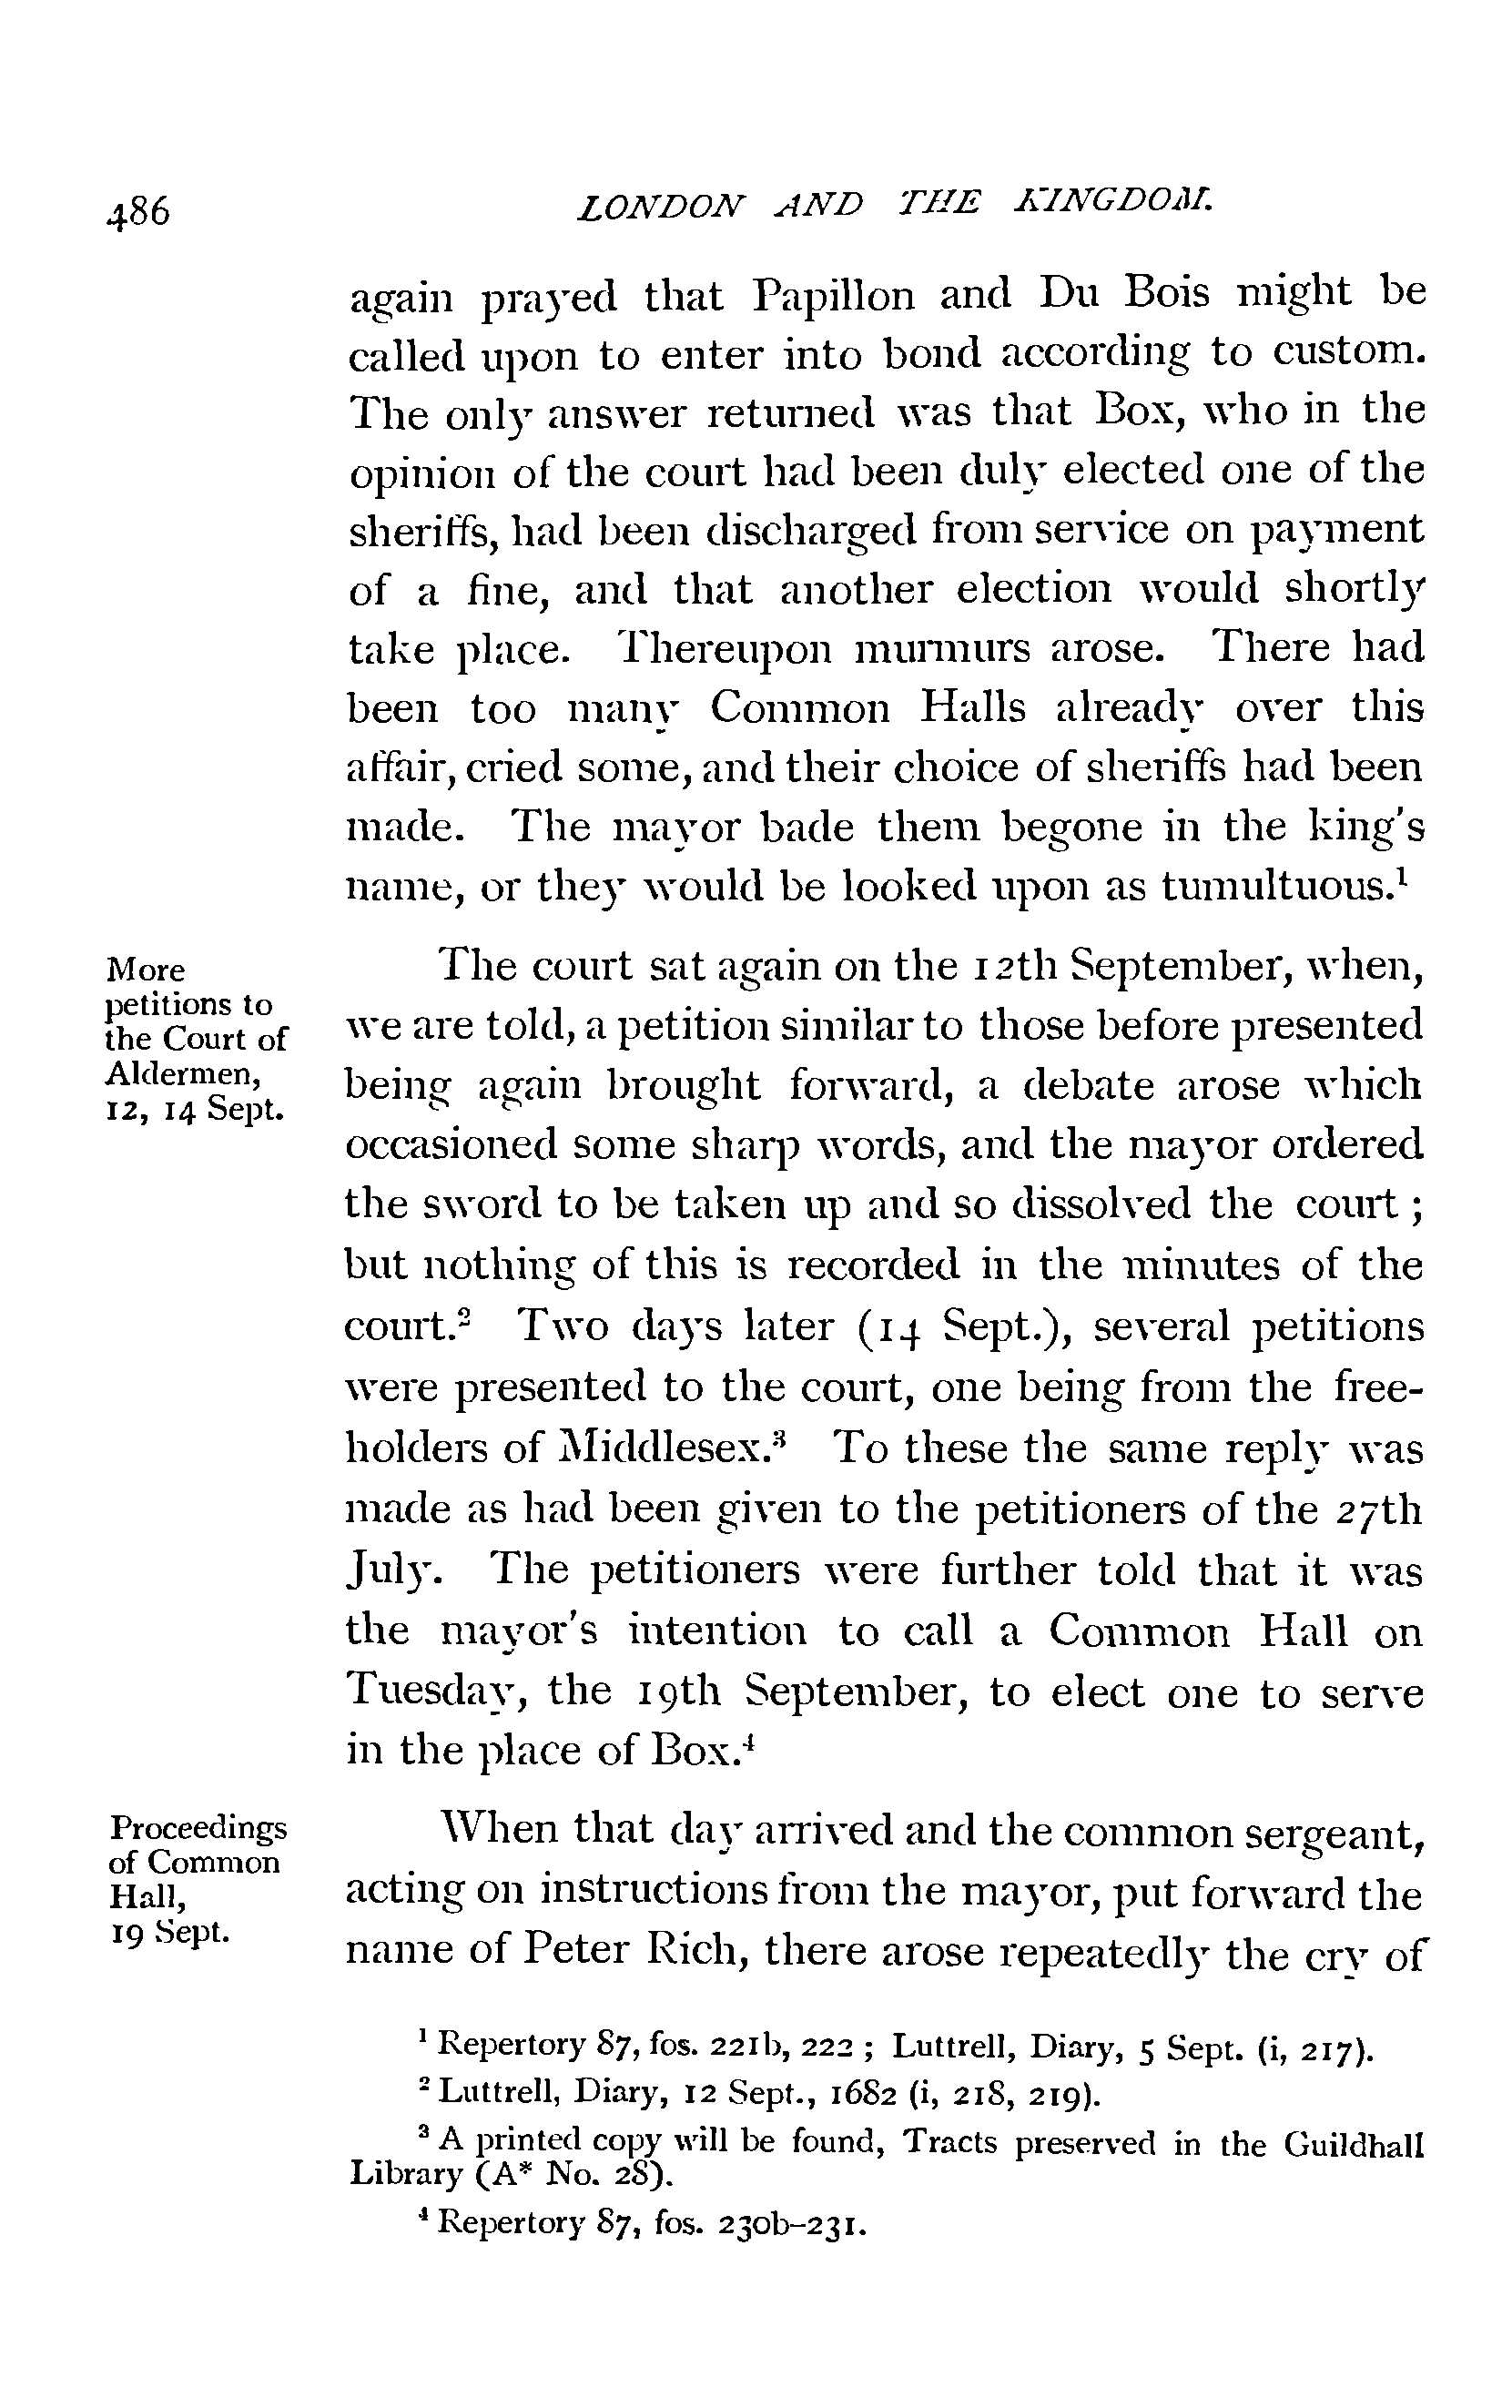 486 LONDON AND THE KINGDOM.
again prayed that Papillon and Du Bois might be
called upon to enter into bond according to custom.
The only answer returned was that Box, who in the
opinion of the court had been duly elected one of the
sheriffs, had been discharged from service on payment
of a fine, and that another election would shortly
take place. Thereupon murmurs arose. There had
been too many Common Halls already over this
affair, cried some, and their choice of sheriffs had been
made. The mayor bade them begone in the king's
name, or they would be looked upon as tumultuous.¹
More
petitions to
the Court of
Aldermen,
12, 14 Sept.
The court sat again on the 12th September, when,
we are told, a petition similar to those before presented
being again brought forward, a debate arose which
occasioned some sharp words, and the mayor ordered
the sword to be taken up and so dissolved the court ;
but nothing of this is recorded in the minutes of the
court.² Two days later (14 Sept.), several petitions
were presented to the court, one being from the free-
holders of Middlesex.³ To these the same reply was
made as had been given to the petitioners of the 27th
July. The petitioners were further told that it was
the mayor's intention to call a Common Hall on
Tuesday, the 19th September, to elect one to serve
in the place of Box.⁴
Proceedings
of Common
Hall,
19 Sept.
When that day arrived and the common sergeant,
acting on instructions from the mayor, put forward the
name of Peter Rich, there arose repeatedly the cry of
¹ Repertory 87, fos. 221b, 222 ; Luttrell, Diary, 5 Sept. (i, 217).
² Luttrell, Diary, 12 Sept., 1682 (i, 218, 219).
³ A printed copy will be found, Tracts preserved in the Guildhall
Library (A* No. 28).
⁴ Repertory 87, fos. 230b-231.